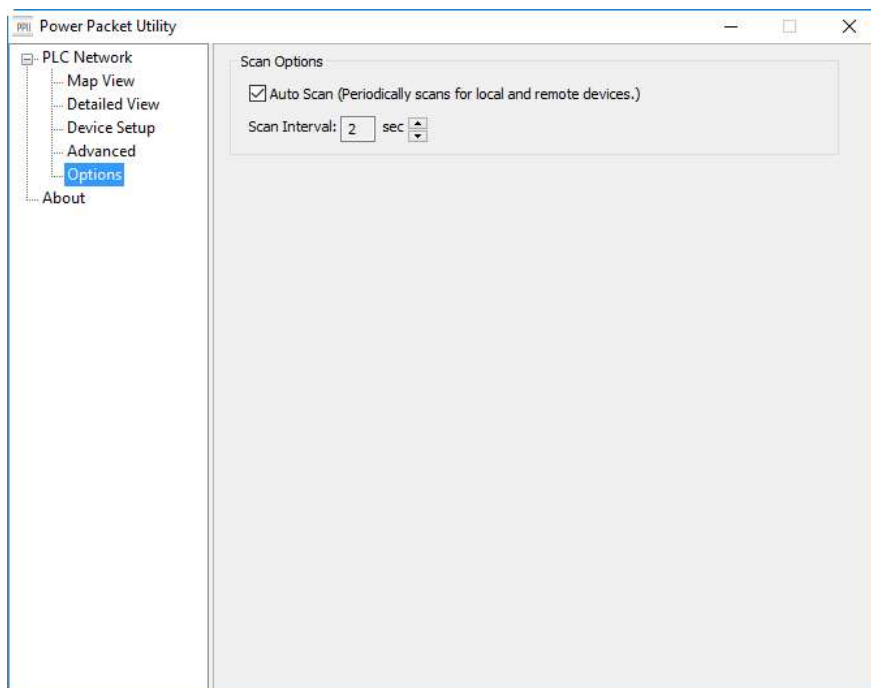 PPU Power Packet Utility
PLC Network
Map View
Detailed View
Device Setup
Advanced
Options
About
Scan Options
Auto Scan (Periodically scans for local and remote devices.)
Scan Interval: 2 sec